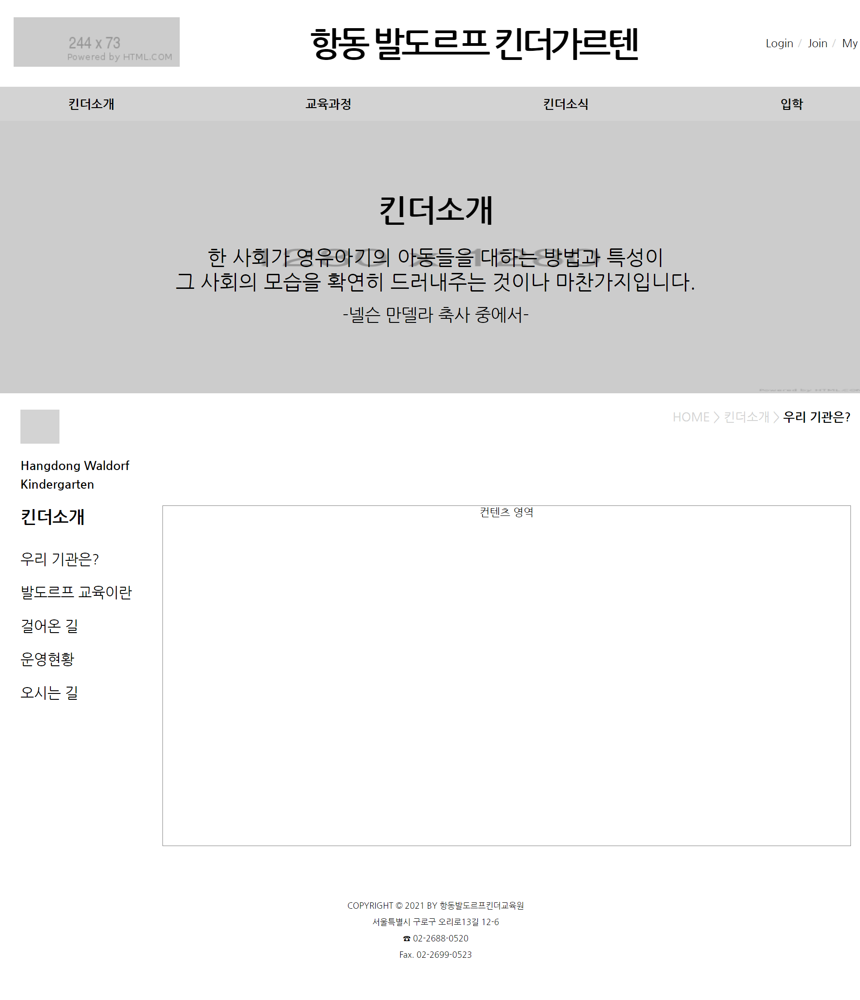 244 x 73
Powered by HTML.COM
항동 발도르프 킨더가르텐
Login / Join / My
킨더소개 교육과정 킨더소식 입학
킨더소개
1280 x 1280
한 사회가 영유아기의 아동들을 대하는 방법과 특성이
그 사회의 모습을 확연히 드러내주는 것이나 마찬가지입니다.
-넬슨 만델라 축사 중에서-
Powered by HTML.COM
HOME > 킨더소개 > 우리 기관은?
Hangdong Waldorf
Kindergarten
킨더소개
우리 기관은?
발도르프 교육이란
걸어온 길
운영현황
오시는 길
컨텐츠 영역
COPYRIGHT © 2021 BY 항동발도르프킨더교육원
서울특별시 구로구 오리로13길 12-6
☎ 02-2688-0520
Fax. 02-2699-0523